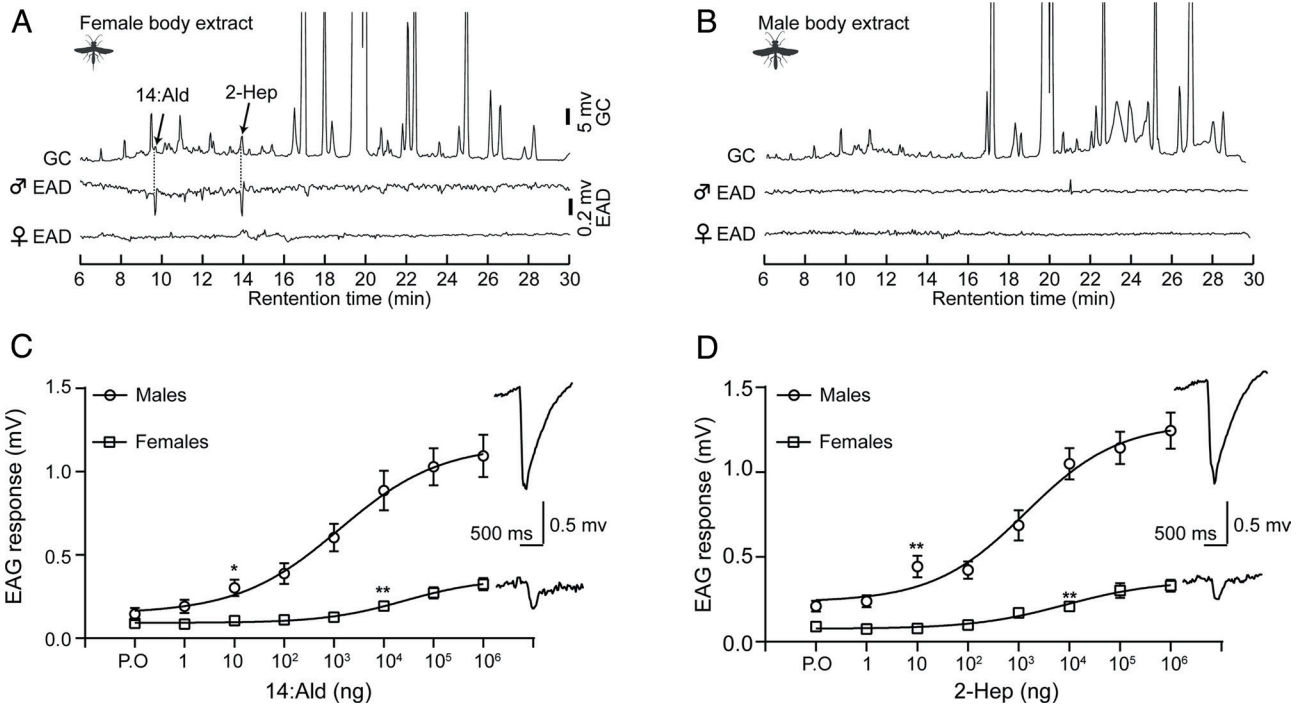 A
Female body extract
14:Ald
2-Hep
5 mv
GC
GC
♂ EAD
0.2 mv
EAD
♀ EAD
6 8 10 12 14 16 18 20 22 24 26 28 30
Rentention time (min)
B
Male body extract
GC
♂ EAD
♀ EAD
6 8 10 12 14 16 18 20 22 24 26 28 30
Rentention time (min)
C
EAG response (mV)
1.5
1.0
0.5
0.0
Males
Females
*
**
500 ms
0.5 mv
P.O 1 10 10² 10³ 10⁴ 10⁵ 10⁶
14:Ald (ng)
D
EAG response (mV)
1.5
1.0
0.5
0.0
Males
Females
**
**
500 ms
0.5 mv
P.O 1 10 10² 10³ 10⁴ 10⁵ 10⁶
2-Hep (ng)